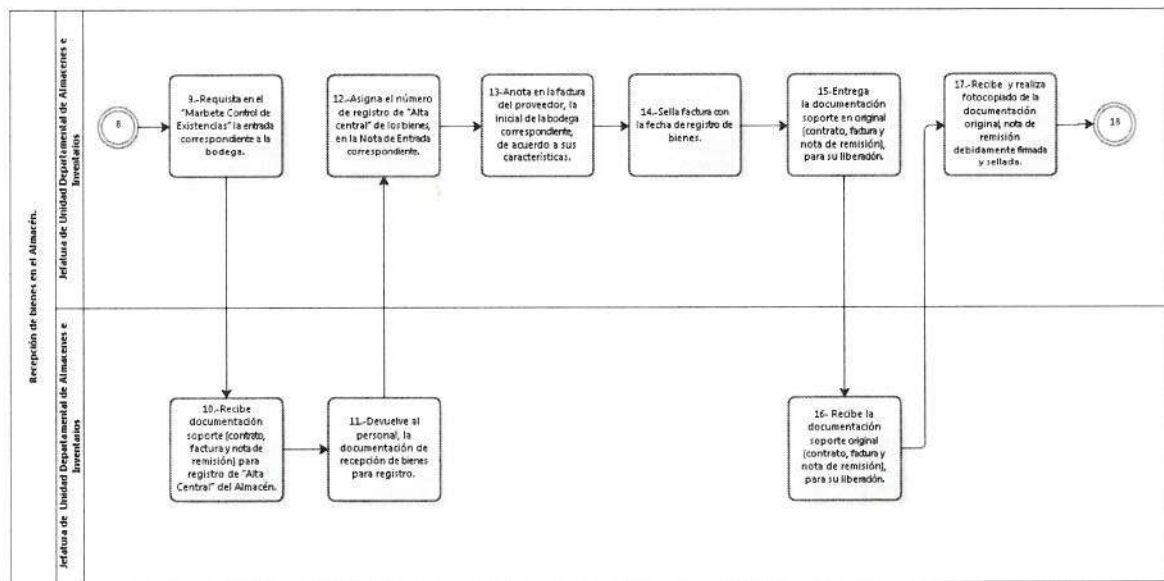 Recepción de bienes en el Almacén.
Jefatura de Unidad Departamental de Almacenes e
Inventarios
8
9.-Requisita en el
"Marbete Control de
Existencias" la entrada
correspondiente a la
bodega.
12.-Asigna el número
de registro de "Alta
central" de los bienes,
en la Nota de Entrada
correspondiente.
13-Anota en la factura
del proveedor, la
inicial de la bodega
correspondiente,
de acuerdo a sus
características.
14.-Sella factura con
la fecha de registro de
bienes.
15-Entrega
la documentación
soporte en original
(contrato, factura y
nota de remisión),
para su liberación.
17.-Recibe y realiza
fotocopiado de la
documentación
original, nota de
remisión
debidamente firmada
y sellada.
18
Jefatura de Unidad Departamental de Almacenes e
Inventarios
10.-Recibe
documentación
soporte (contrato,
factura y nota de
remisión) para
registro de "Alta
Central" del Almacén.
11.-Devuelve al
personal, la
documentación de
recepción de bienes
para registro.
16- Recibe la
documentación
soporte original
(contrato, factura y
nota de remisión),
para su liberación.